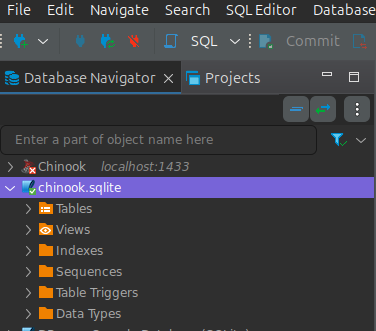 File Edit Navigate Search SQL Editor Database
SQL Commit
Database Navigator Projects
Enter a part of object name here
Chinook localhost:1433
chinook.sqlite
Tables
Views
Indexes
Sequences
Table Triggers
Data Types